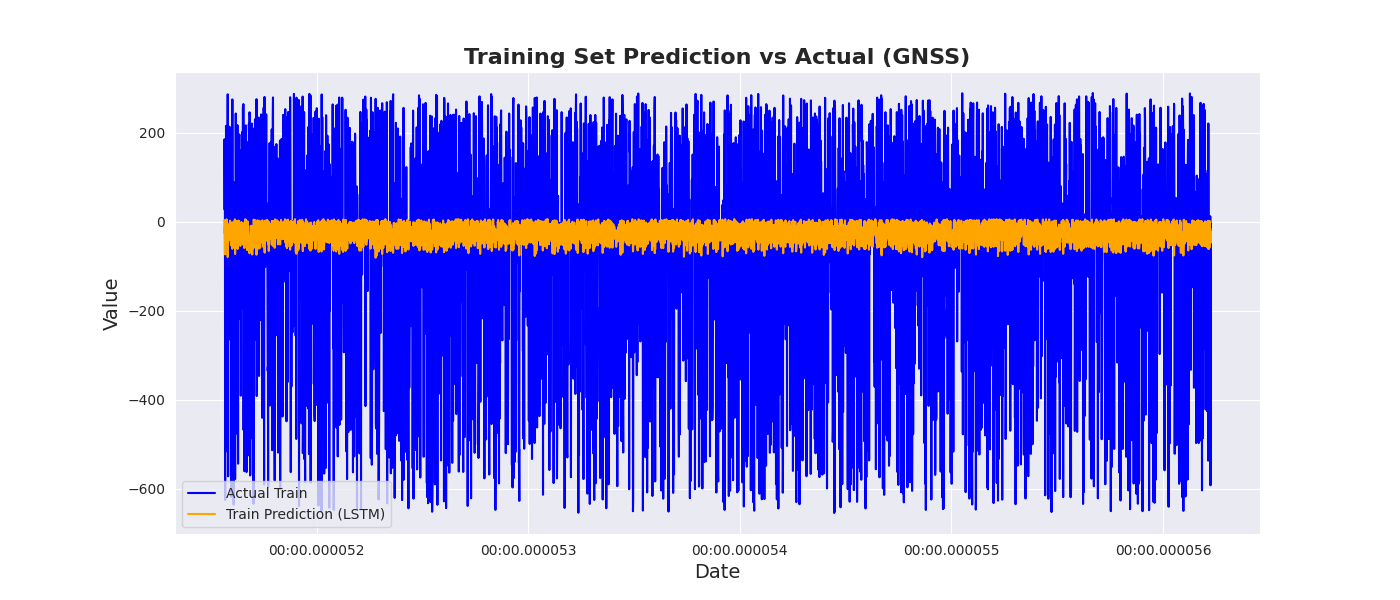 Training Set Prediction vs Actual (GNSS)
Value
200
0
−200
−400
−600
Actual Train
Train Prediction (LSTM)
00:00.000052
00:00.000053
00:00.000054
00:00.000055
00:00.000056
Date